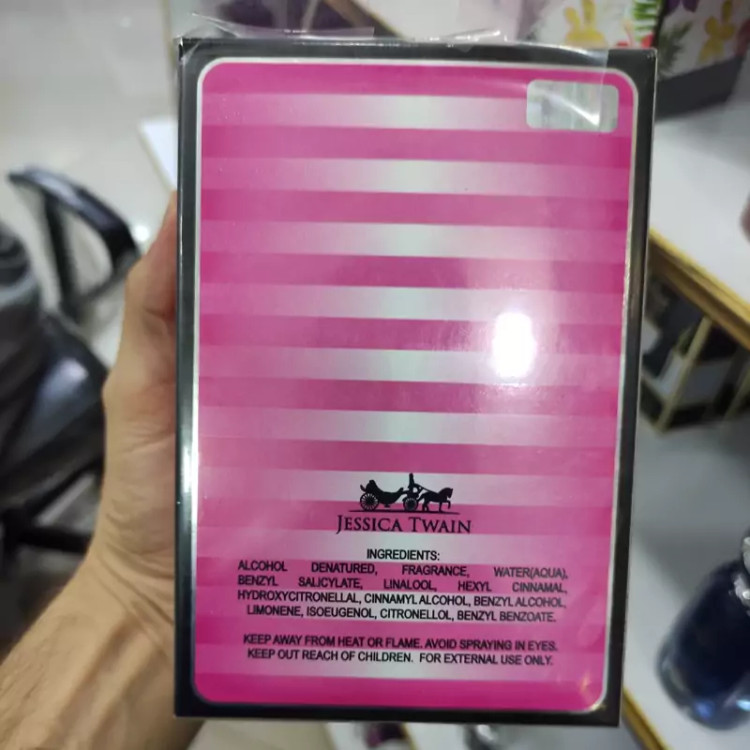 JESSICA TWAIN
INGREDIENTS:
ALCOHOL DENATURED, FRAGRANCE, WATER(AQUA),
BENZYL SALICYLATE, LINALOOL, HEXYL CINNAMAL,
HYDROXYCITRONELLAL, CINNAMYL ALCOHOL, BENZYL ALCOHOL,
LIMONENE, ISOEUGENOL, CITRONELLOL, BENZYL BENZOATE.
KEEP AWAY FROM HEAT OR FLAME. AVOID SPRAYING IN EYES.
KEEP OUT REACH OF CHILDREN. FOR EXTERNAL USE ONLY.